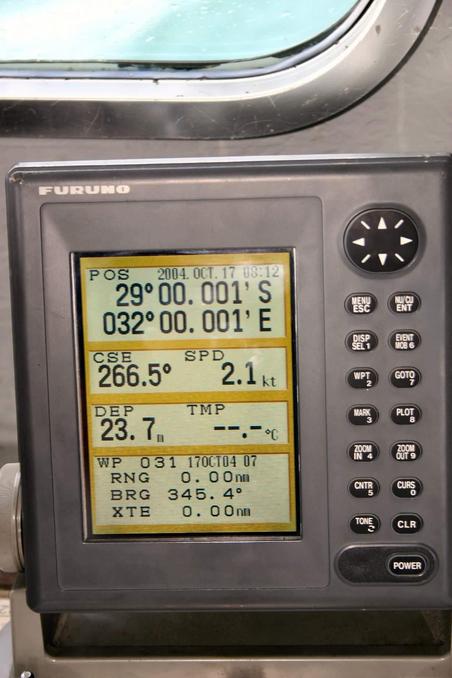 FURUNO
POS 2004.OCT.17 08:12
29°00.001' S
032°00.001' E
CSE SPD
266.5° 2.1kt
DEP TMP
23.7m --.-°C
WP 031 17OCT04 07
RNG 0.00nm
BRG 345.4°
XTE 0.00nm
MENU ESC
NU/CU ENT
DISP SEL 1
EVENT MOB 6
WPT 2
GOTO 7
MARK 3
PLOT 8
ZOOM IN 4
ZOOM OUT 9
CNTR 5
CURS 0
TONE
CLR
POWER